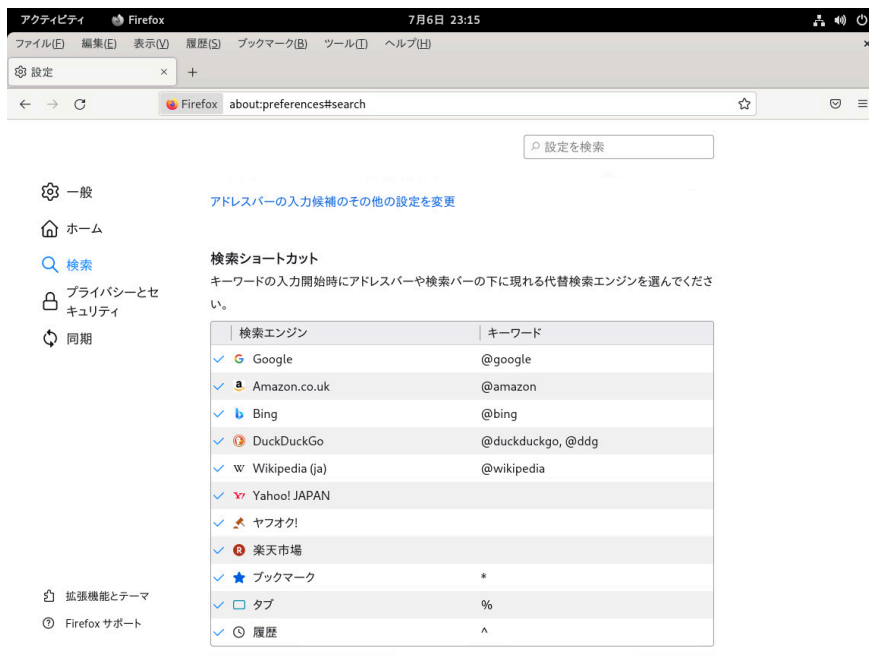 アクティビティ Firefox 7月6日 23:15
ファイル(F) 編集(E) 表示(V) 履歴(S) ブックマーク(B) ツール(T) ヘルプ(H)
設定
Firefox about:preferences#search
設定を検索
一般
ホーム
検索
プライバシーとセ
キュリティ
同期
拡張機能とテーマ
Firefox サポート
アドレスバーの入力候補のその他の設定を変更
検索ショートカット
キーワードの入力開始時にアドレスバーや検索バーの下に現れる代替検索エンジンを選んでくださ
い。
検索エンジン キーワード
Google @google
Amazon.co.uk @amazon
Bing @bing
DuckDuckGo @duckduckgo, @ddg
Wikipedia (ja) @wikipedia
Yahoo! JAPAN
ヤフオク!
楽天市場
ブックマーク *
タブ %
履歴 ^